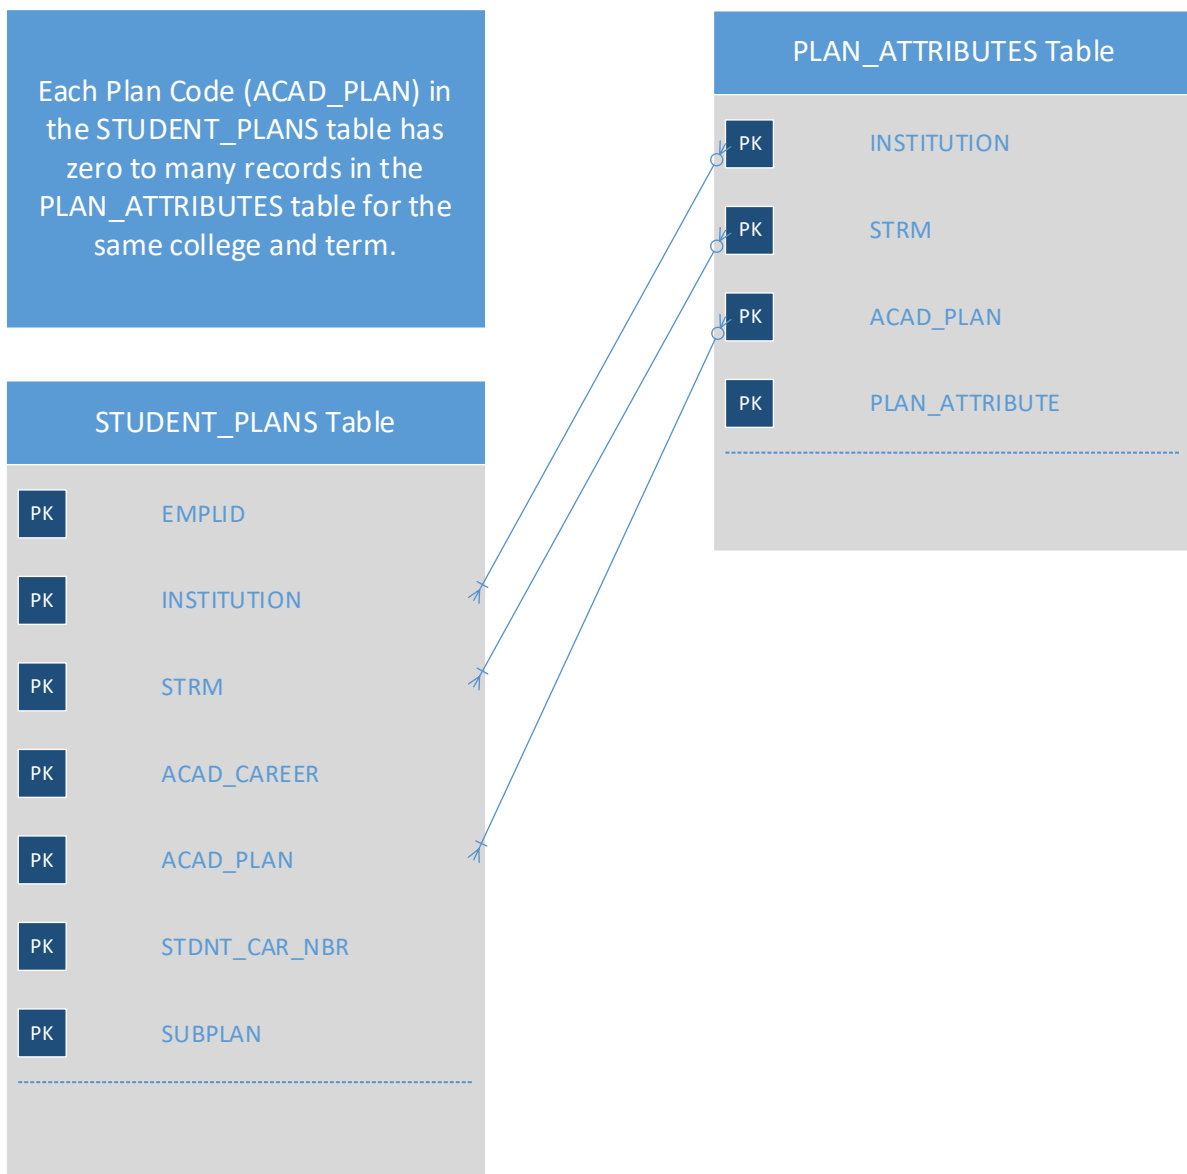 Each Plan Code (ACAD_PLAN) in
the STUDENT_PLANS table has
zero to many records in the
PLAN_ATTRIBUTES table for the
same college and term.
PLAN_ATTRIBUTES Table
PK INSTITUTION
PK STRM
PK ACAD_PLAN
PK PLAN_ATTRIBUTE
STUDENT_PLANS Table
PK EMPLID
PK INSTITUTION
PK STRM
PK ACAD_CAREER
PK ACAD_PLAN
PK STDNT_CAR_NBR
PK SUBPLAN